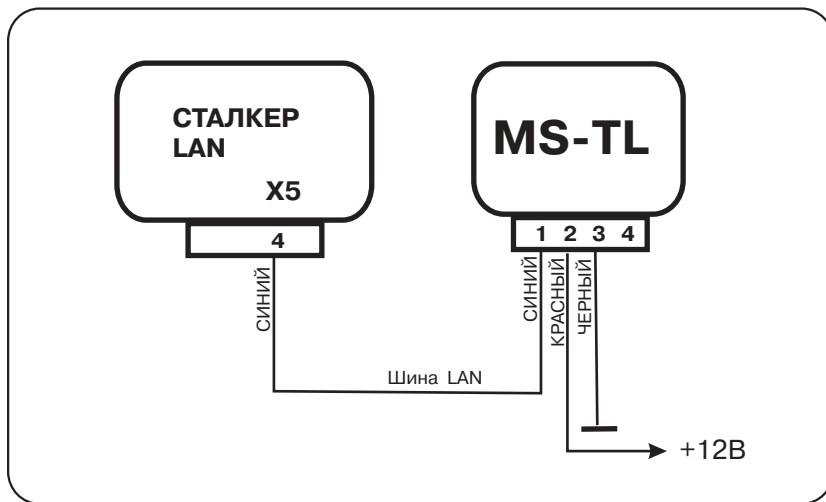 СТАЛКЕР
LAN
X5
4
СИНИЙ
MS-TL
1 2 3 4
СИНИЙ
КРАСНЫЙ
ЧЕРНЫЙ
Шина LAN
+12В